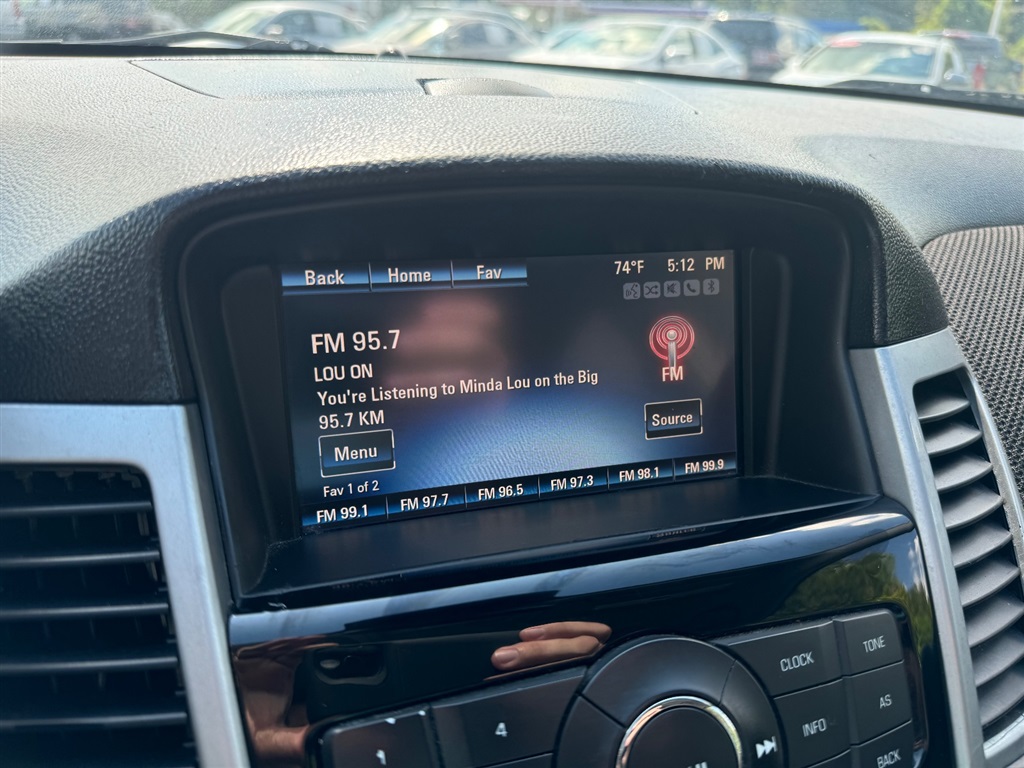 Back Home Fav 74°F 5:12 PM
FM 95.7
LOU ON
You're Listening to Minda Lou on the Big
95.7 KM
FM
Menu
Source
Fav 1 of 2
FM 99.1 FM 97.7 FM 96.5 FM 97.3 FM 98.1 FM 99.9
CLOCK TONE
1 4 INFO AS
BACK